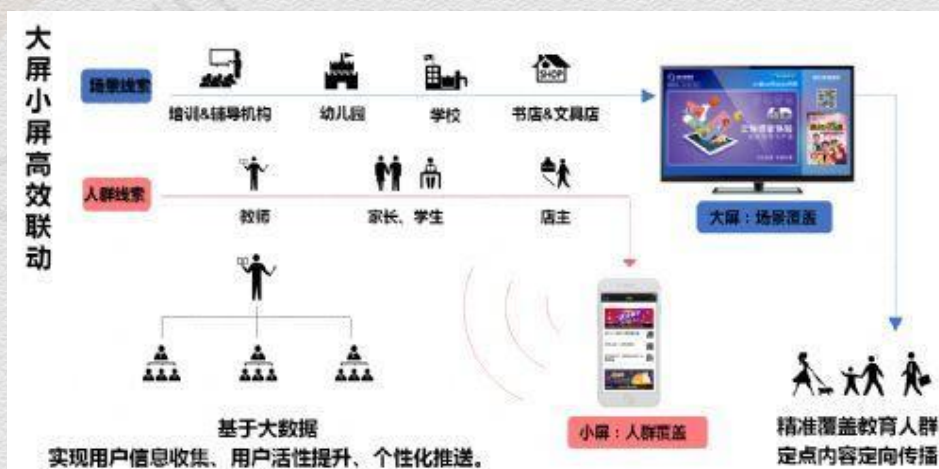 大屏小屏高效联动
场景线索
培训&辅导机构
幼儿园
学校
SHOP
书店&文具店
大屏：场景覆盖
人群线索
教师
家长、学生
店主
小屏：人群覆盖
基于大数据
实现用户信息收集、用户活性提升、个性化推送。
精准覆盖教育人群
定点内容定向传播